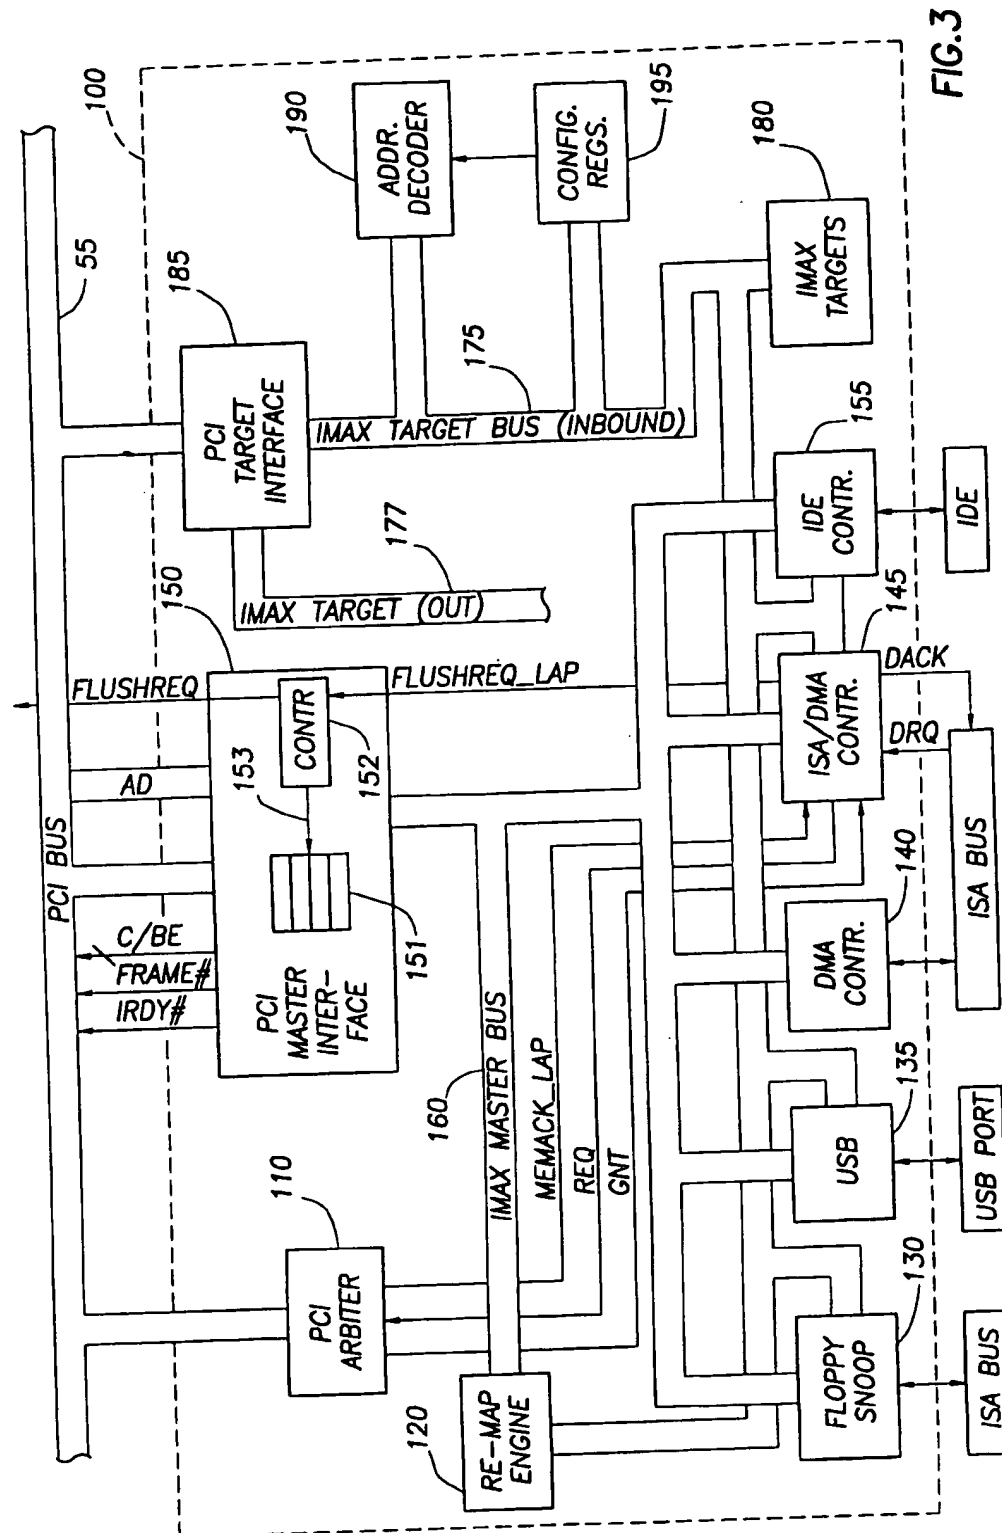 PCI BUS
55
100
IRDY#
FRAME#
C/BE
AD
FLUSHREQ
150
185
190
ADDR.
DECODER
195
CONFIG.
REGS.
180
IMAX
TARGETS
PCI
TARGET
INTERFACE
IMAX TARGET BUS (INBOUND)
175
IMAX TARGET (OUT)
177
PCI
MASTER
INTER-
FACE
151
153
CONTR
152
FLUSHREQ_LAP
110
PCI
ARBITER
120
RE-MAP
ENGINE
IMAX MASTER BUS
160
MEMACK_LAP
REQ
GNT
FLOPPY
SNOOP
130
USB
135
DMA
CONTR.
140
ISA/DMA
CONTR.
145
IDE
CONTR.
155
DRQ
DACK
ISA BUS
USB PORT
ISA BUS
IDE
FIG.3